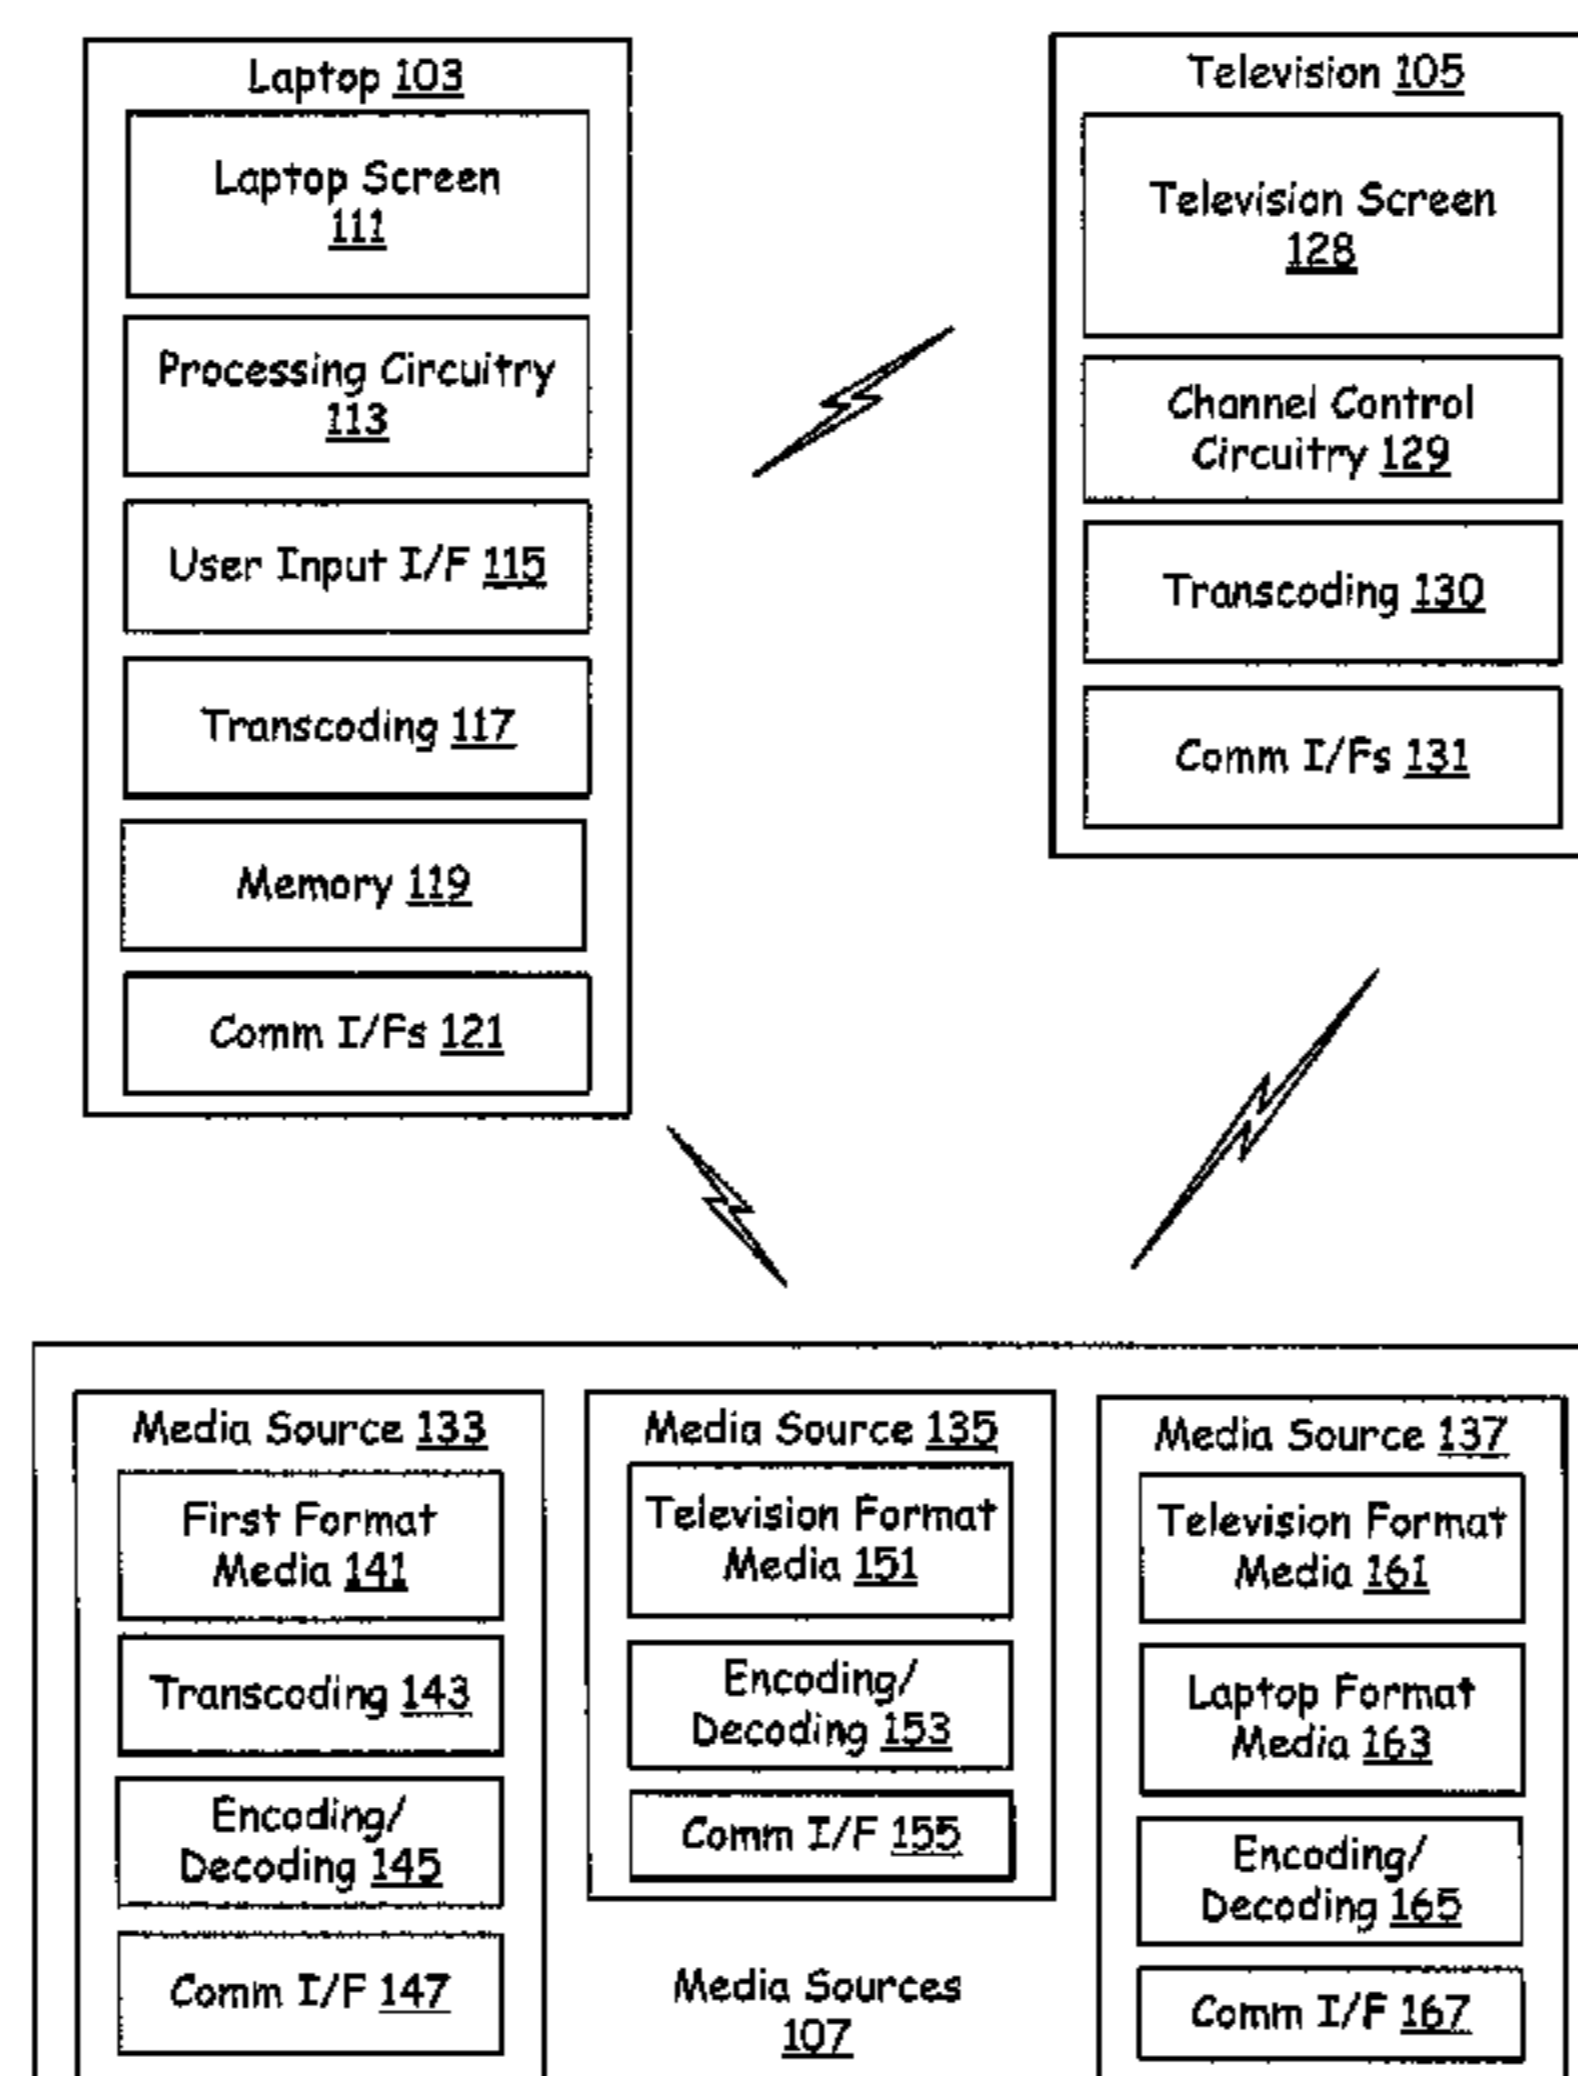 Laptop 103
Laptop Screen
111
Processing Circuitry
113
User Input I/F 115
Transcoding 117
Memory 119
Comm I/Fs 121
Television 105
Television Screen
128
Channel Control
Circuitry 129
Transcoding 130
Comm I/Fs 131
Media Source 133
First Format
Media 141
Transcoding 143
Encoding/
Decoding 145
Comm I/F 147
Media Source 135
Television Format
Media 151
Encoding/
Decoding 153
Comm I/F 155
Media Sources
107
Media Source 137
Television Format
Media 161
Laptop Format
Media 163
Encoding/
Decoding 165
Comm I/F 167